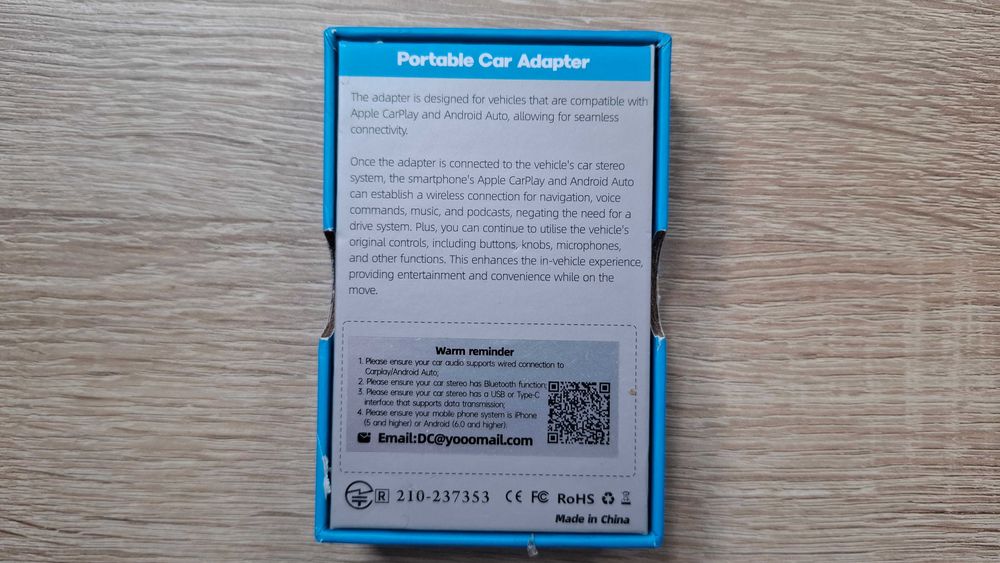 Portable Car Adapter
The adapter is designed for vehicles that are compatible with
Apple CarPlay and Android Auto, allowing for seamless
connectivity.
Once the adapter is connected to the vehicle's car stereo
system, the smartphone's Apple CarPlay and Android Auto
can establish a wireless connection for navigation, voice
commands, music, and podcasts, negating the need for a
drive system. Plus, you can continue to utilise the vehicle's
original controls, including buttons, knobs, microphones,
and other functions. This enhances the in-vehicle experience,
providing entertainment and convenience while on the
move.
Warm reminder
1. Please ensure your car audio supports wired connection to
Carplay/Android Auto;
2. Please ensure your car stereo has Bluetooth function;
3. Please ensure your car stereo has a USB or Type-C
interface that supports data transmission;
4. Please ensure your mobile phone system is iPhone
(5 and higher) or Android (6.0 and higher).
Email:DC@yooomail.com
R 210-237353 CE FC RoHS
Made in China